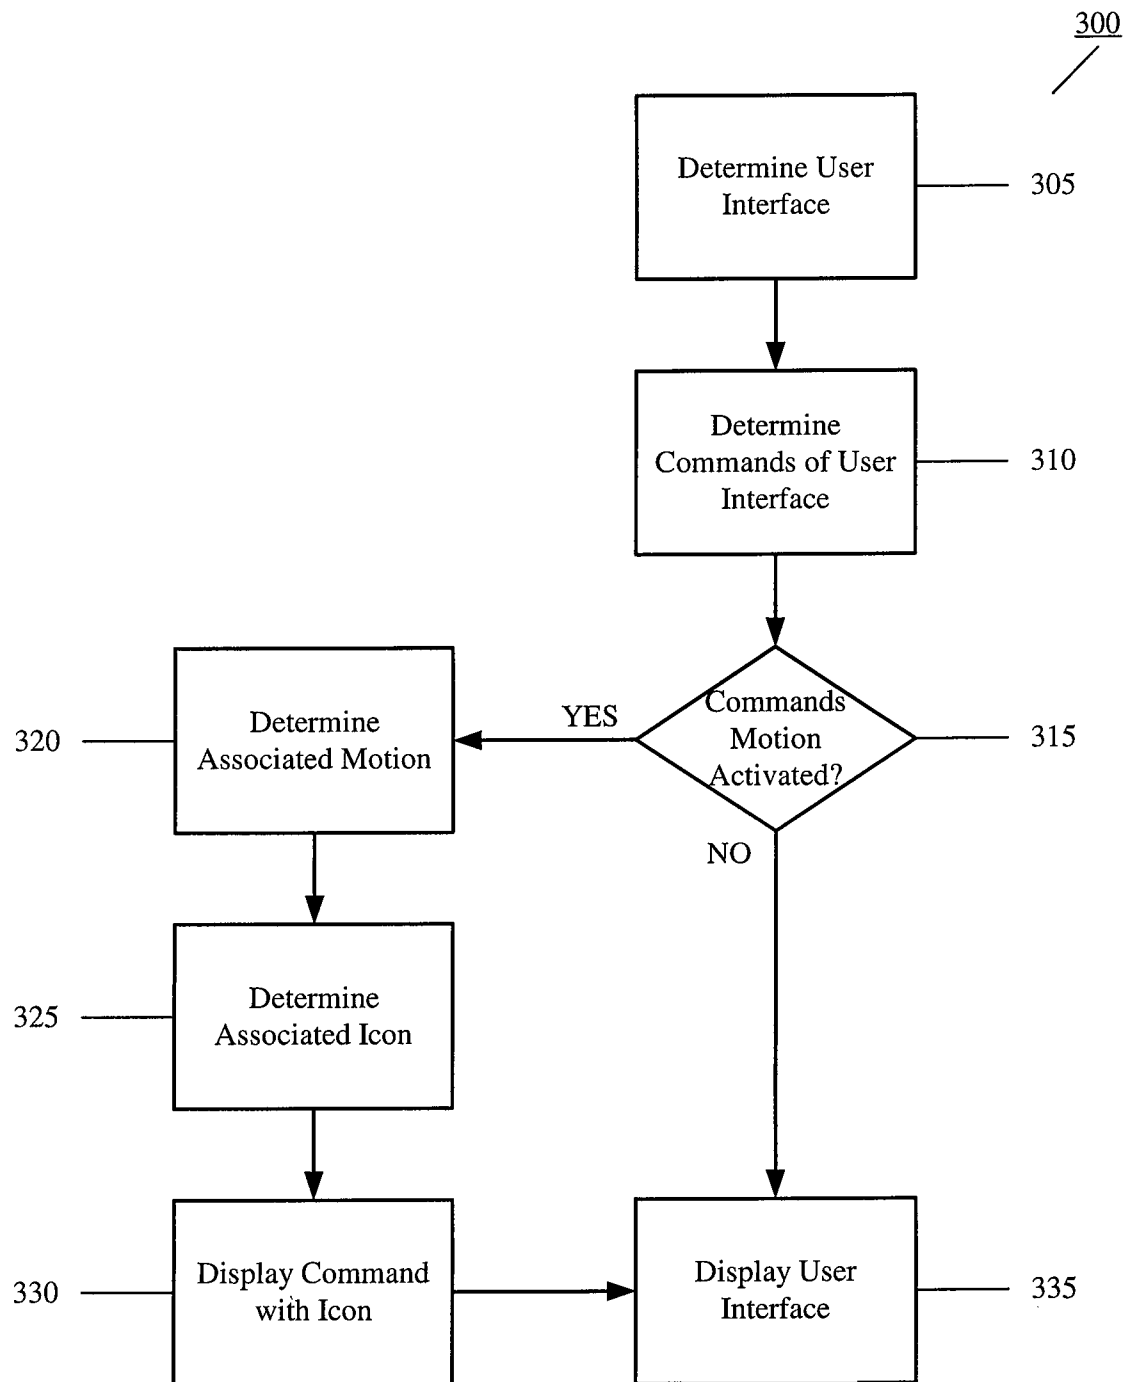 300
Determine User
Interface
305
Determine
Commands of User
Interface
310
Commands
Motion
Activated?
315
YES
NO
Determine
Associated Motion
320
Determine
Associated Icon
325
Display Command
with Icon
330
Display User
Interface
335